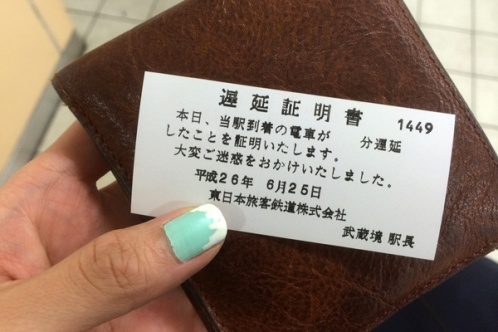 遅延証明書 1449
本日、当駅到着の電車が 分遅延
したことを証明いたします。
大変ご迷惑をおかけいたしました。
平成26年 6月25日
東日本旅客鉄道株式会社
武蔵境 駅長